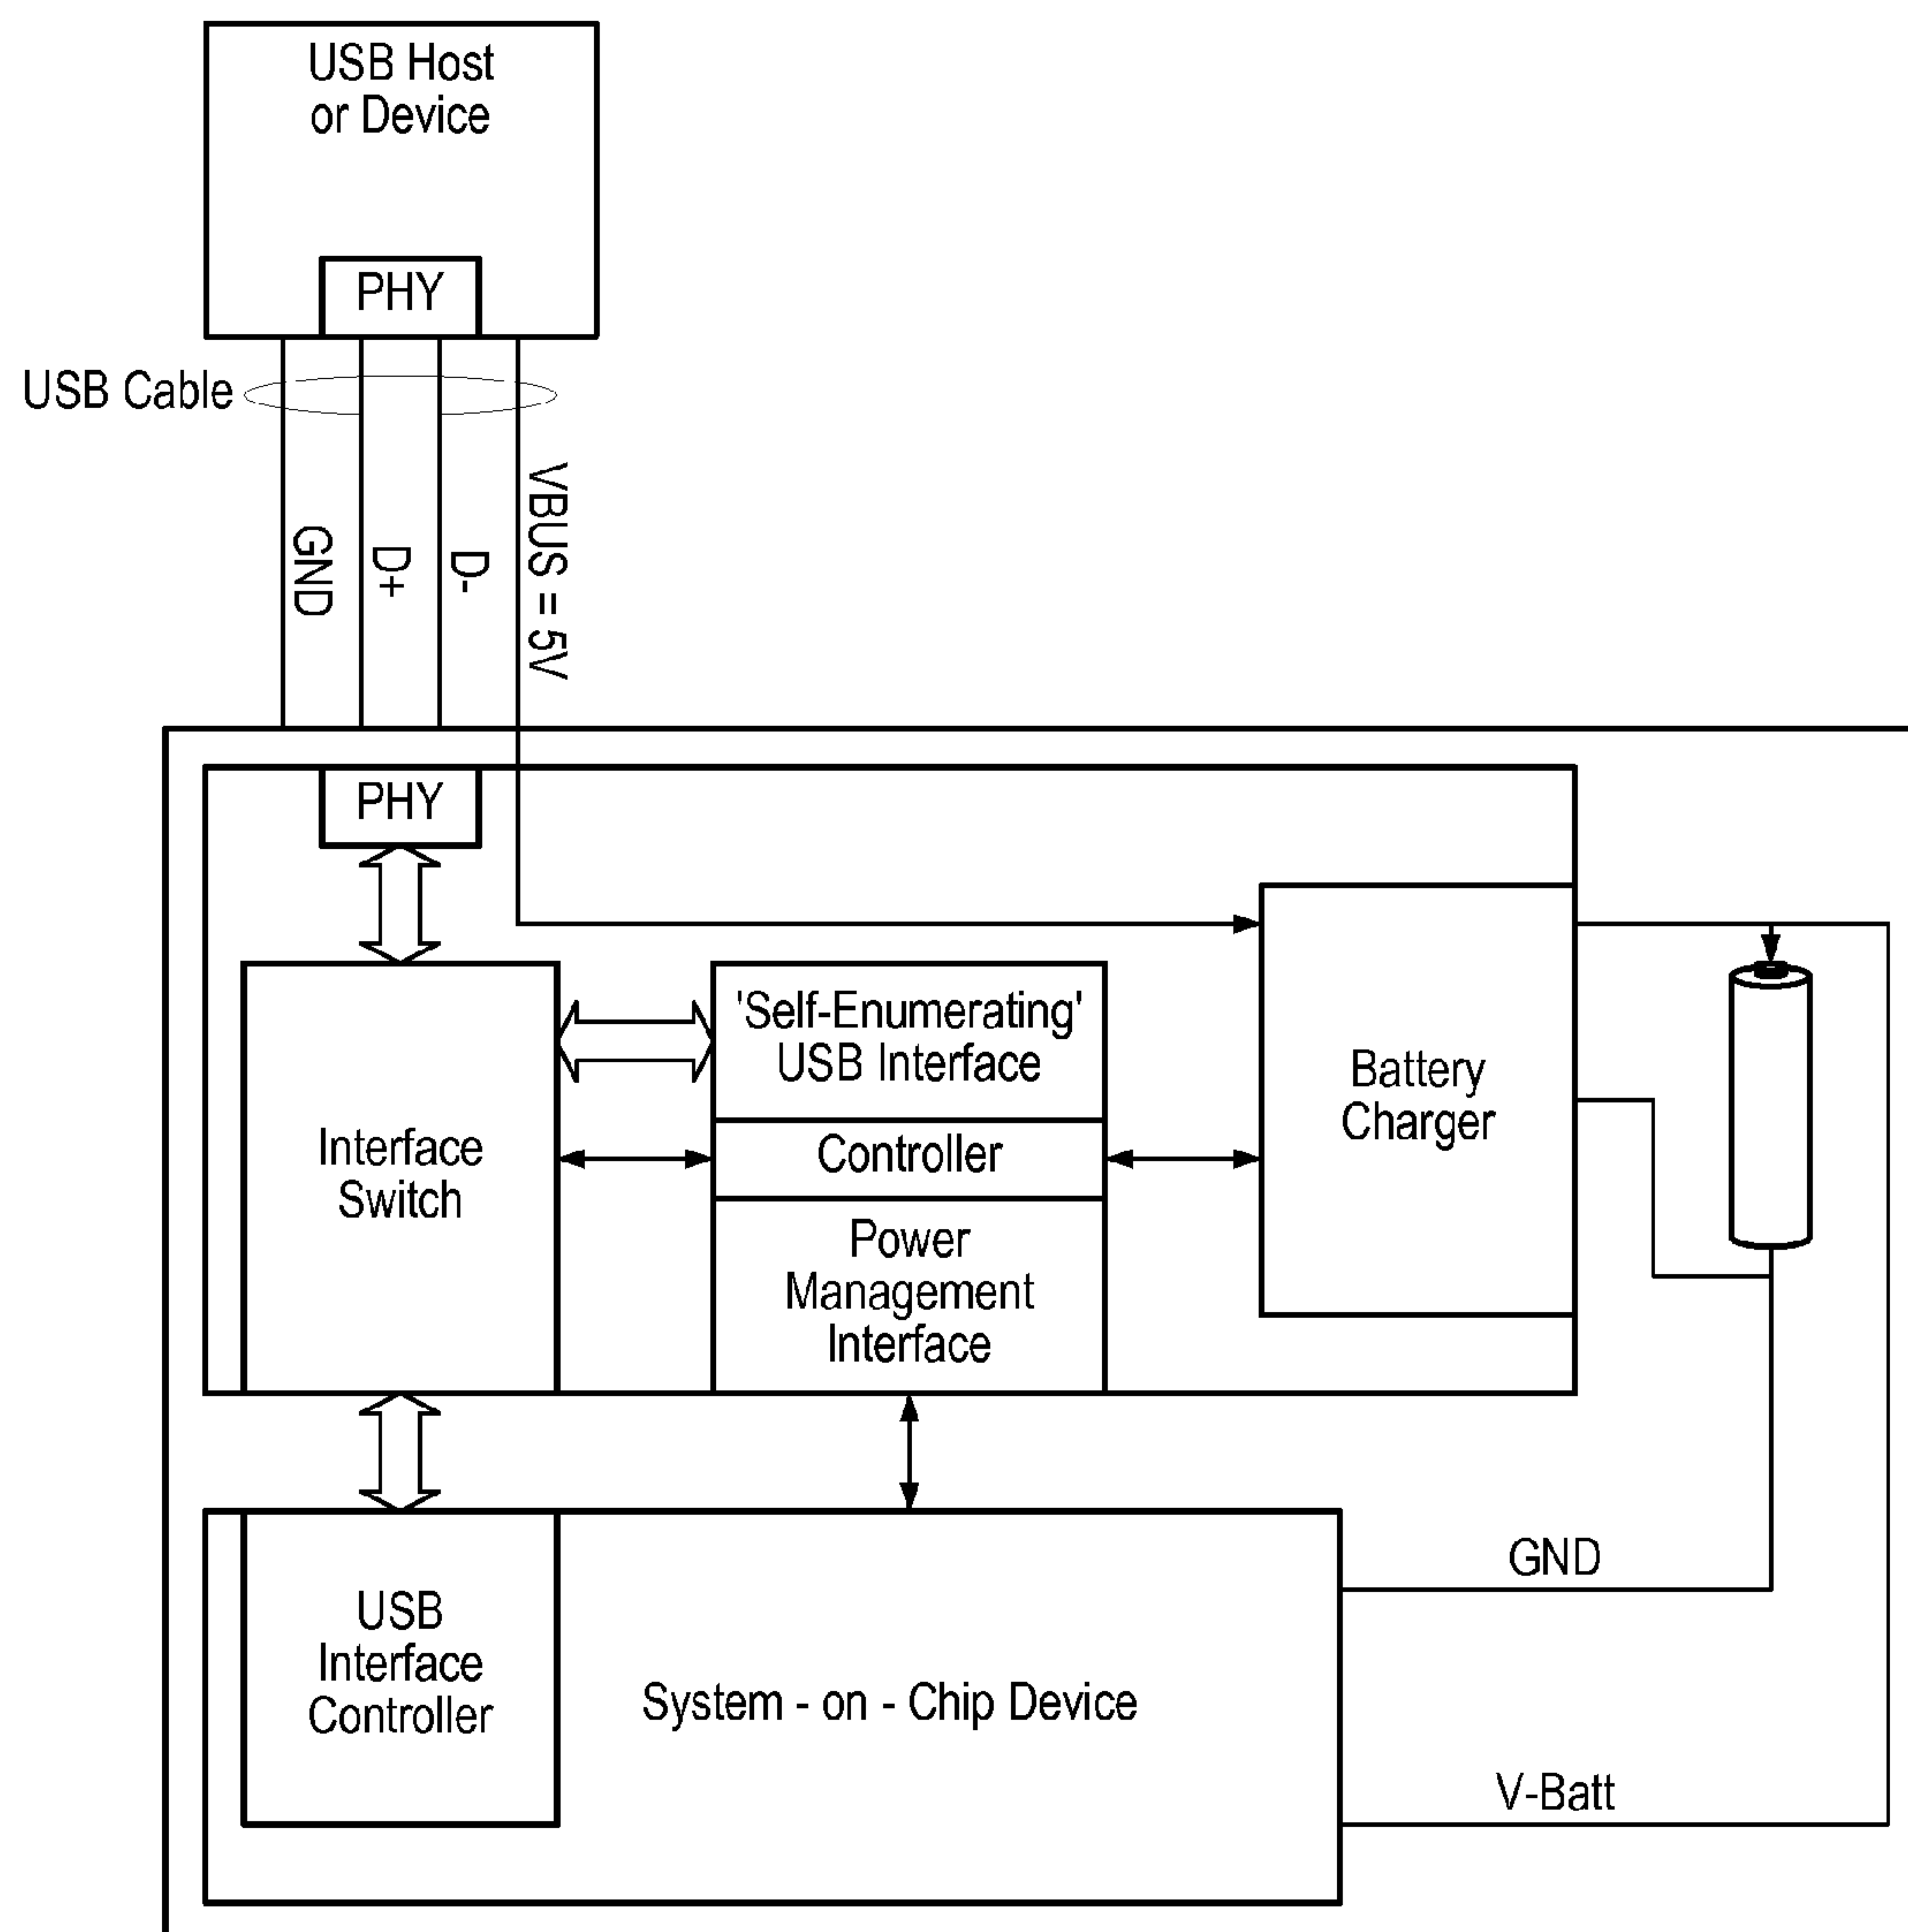 USB Host
or Device
PHY
USB Cable
GND
D+
D-
VBUS = 5V
PHY
'Self-Enumerating'
USB Interface
Controller
Power
Management
Interface
Interface
Switch
Battery
Charger
USB
Interface
Controller
System - on - Chip Device
GND
V-Batt